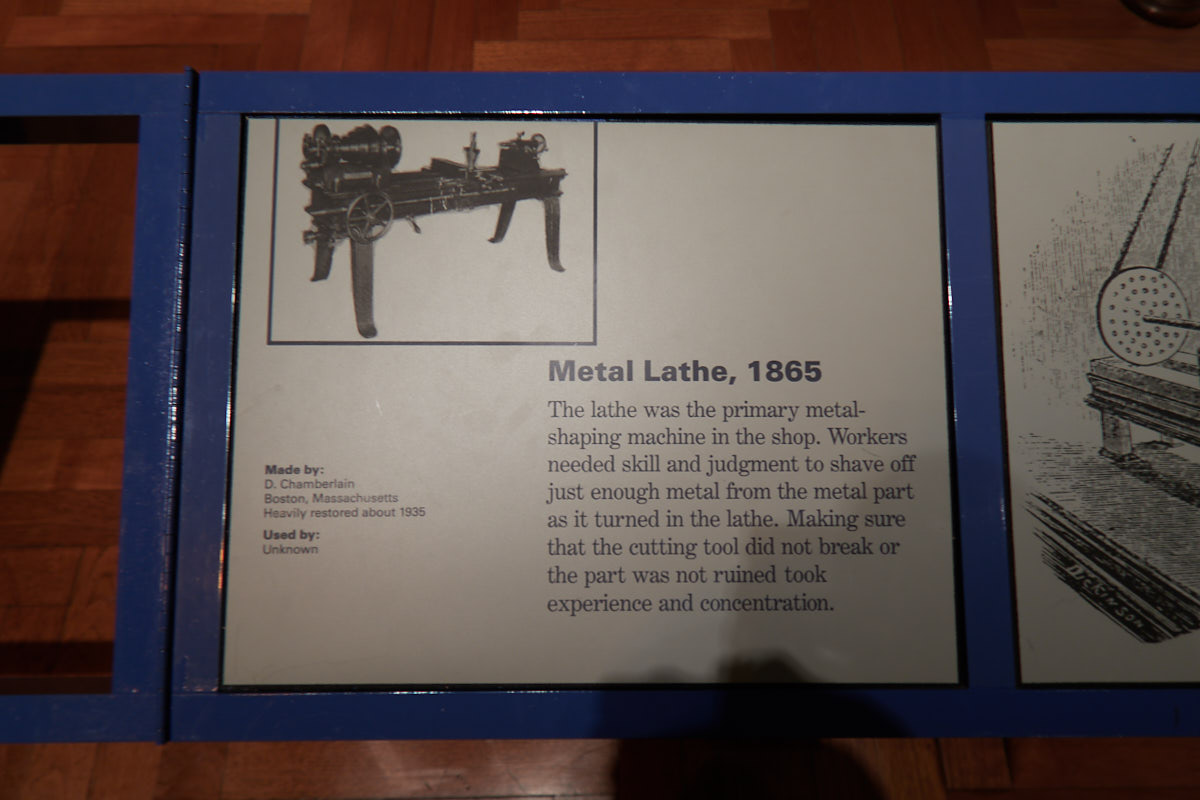 Metal Lathe, 1865
The lathe was the primary metal-
shaping machine in the shop. Workers
needed skill and judgment to shave off
just enough metal from the metal part
as it turned in the lathe. Making sure
that the cutting tool did not break or
the part was not ruined took
experience and concentration.
Made by:
D. Chamberlain
Boston, Massachusetts
Heavily restored about 1935
Used by:
Unknown
DICKINSON